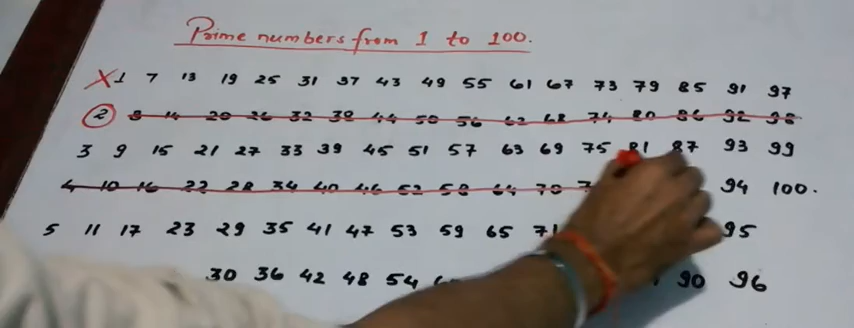 Prime numbers from 1 to 100.
X 1 7 13 19 25 31 37 43 49 55 61 67 73 79 85 91 97
2 8 14 20 26 32 38 44 50 56 62 68 74 80 86 92 98
3 9 15 21 27 33 39 45 51 57 63 69 75 81 87 93 99
4 10 16 22 28 34 40 46 52 58 64 70 94 100.
5 11 17 23 29 35 41 47 53 59 65 71 95
30 36 42 48 54 90 96